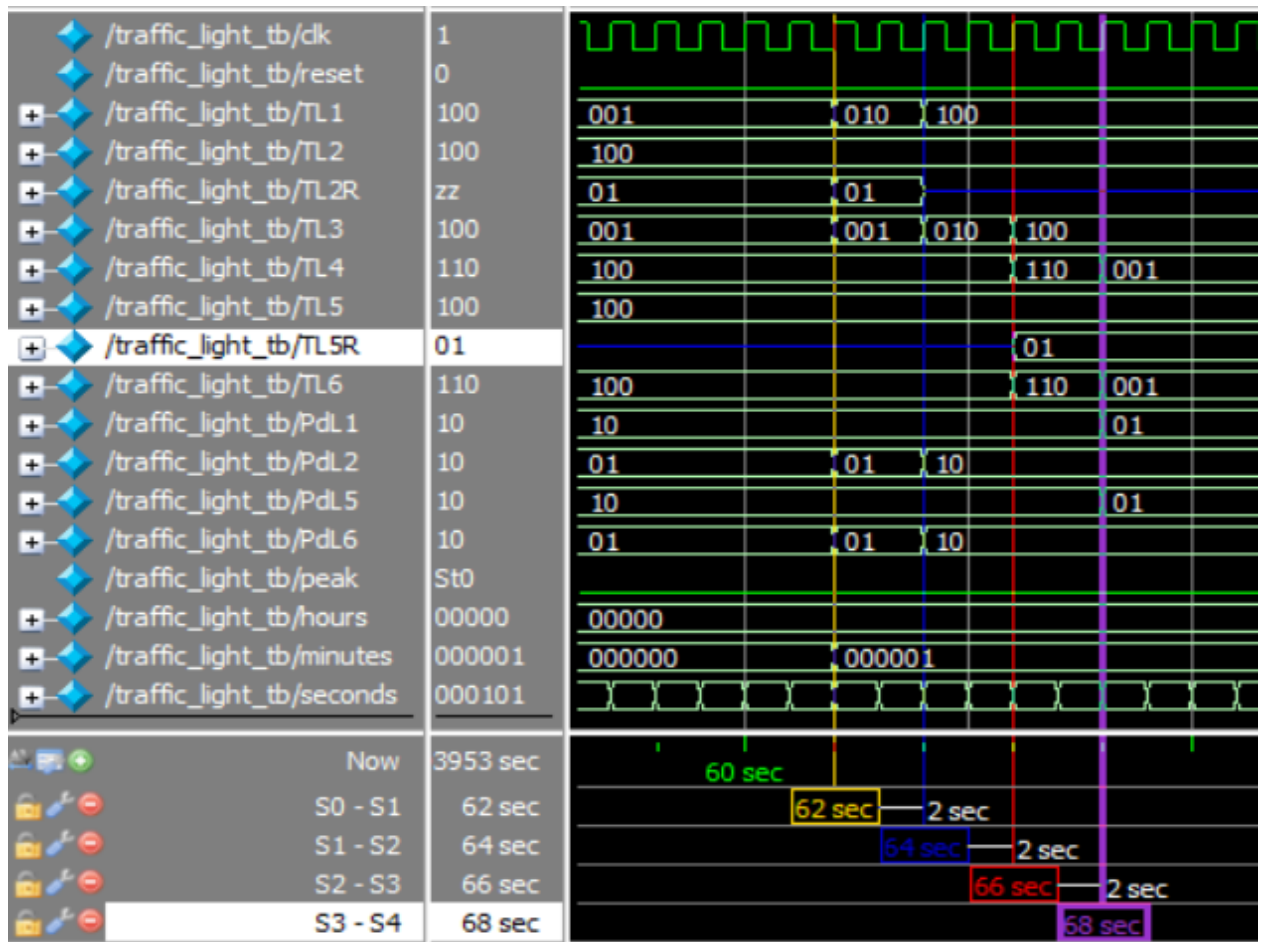 /traffic_light_tb/clk 1
/traffic_light_tb/reset 0
/traffic_light_tb/TL1 100 001 010 100
/traffic_light_tb/TL2 100 100
/traffic_light_tb/TL2R zz 01 01
/traffic_light_tb/TL3 100 001 001 010 100
/traffic_light_tb/TL4 110 100 110 001
/traffic_light_tb/TL5 100 100
/traffic_light_tb/TL5R 01 01
/traffic_light_tb/TL6 110 100 110 001
/traffic_light_tb/PdL1 10 10 01
/traffic_light_tb/PdL2 10 01 01 10
/traffic_light_tb/PdL5 10 10 01
/traffic_light_tb/PdL6 10 01 01 10
/traffic_light_tb/peak St0
/traffic_light_tb/hours 00000 00000
/traffic_light_tb/minutes 000001 000000 000001
/traffic_light_tb/seconds 000101
Now 3953 sec 60 sec
S0 - S1 62 sec 62 sec 2 sec
S1 - S2 64 sec 64 sec 2 sec
S2 - S3 66 sec 66 sec 2 sec
S3 - S4 68 sec 68 sec